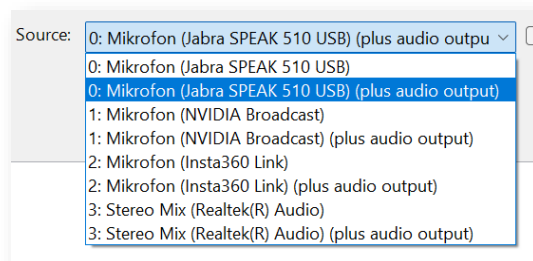 Source:
0: Mikrofon (Jabra SPEAK 510 USB) (plus audio outpu
0: Mikrofon (Jabra SPEAK 510 USB)
0: Mikrofon (Jabra SPEAK 510 USB) (plus audio output)
1: Mikrofon (NVIDIA Broadcast)
1: Mikrofon (NVIDIA Broadcast) (plus audio output)
2: Mikrofon (Insta360 Link)
2: Mikrofon (Insta360 Link) (plus audio output)
3: Stereo Mix (Realtek(R) Audio)
3: Stereo Mix (Realtek(R) Audio) (plus audio output)